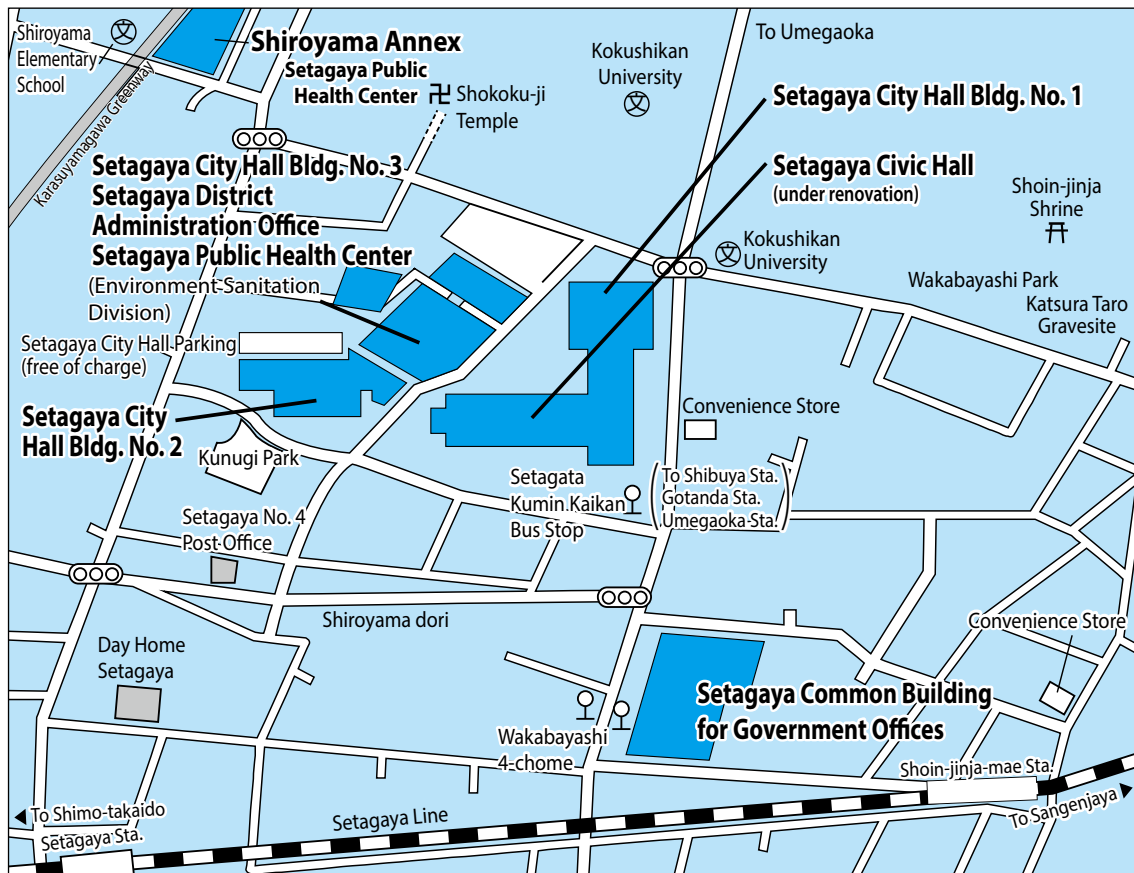 Shiroyama
Elementary
School
文
Karasuyamagawa Greenway
Shiroyama Annex
Setagaya Public
Health Center
卍 Shokoku-ji
Temple
Kokushikan
University
文
To Umegaoka
Setagaya City Hall Bldg. No. 1
Setagaya Civic Hall
(under renovation)
Shoin-jinja
Shrine
Setagaya City Hall Bldg. No. 3
Setagaya District
Administration Office
Setagaya Public Health Center
(Environment Sanitation
Division)
文 Kokushikan
University
Wakabayashi Park
Katsura Taro
Gravesite
Setagaya City Hall Parking
(free of charge)
Setagaya City
Hall Bldg. No. 2
Kunugi Park
Convenience Store
Setagata
Kumin Kaikan
Bus Stop
(To Shibuya Sta.
Gotanda Sta.
Umegaoka Sta.)
Setagaya No. 4
Post Office
Shiroyama dori
Day Home
Setagaya
Convenience Store
Setagaya Common Building
for Government Offices
Wakabayashi
4-chome
Shoin-jinja-mae Sta.
To Shimo-takaido
Setagaya Sta.
Setagaya Line
To Sangenjaya